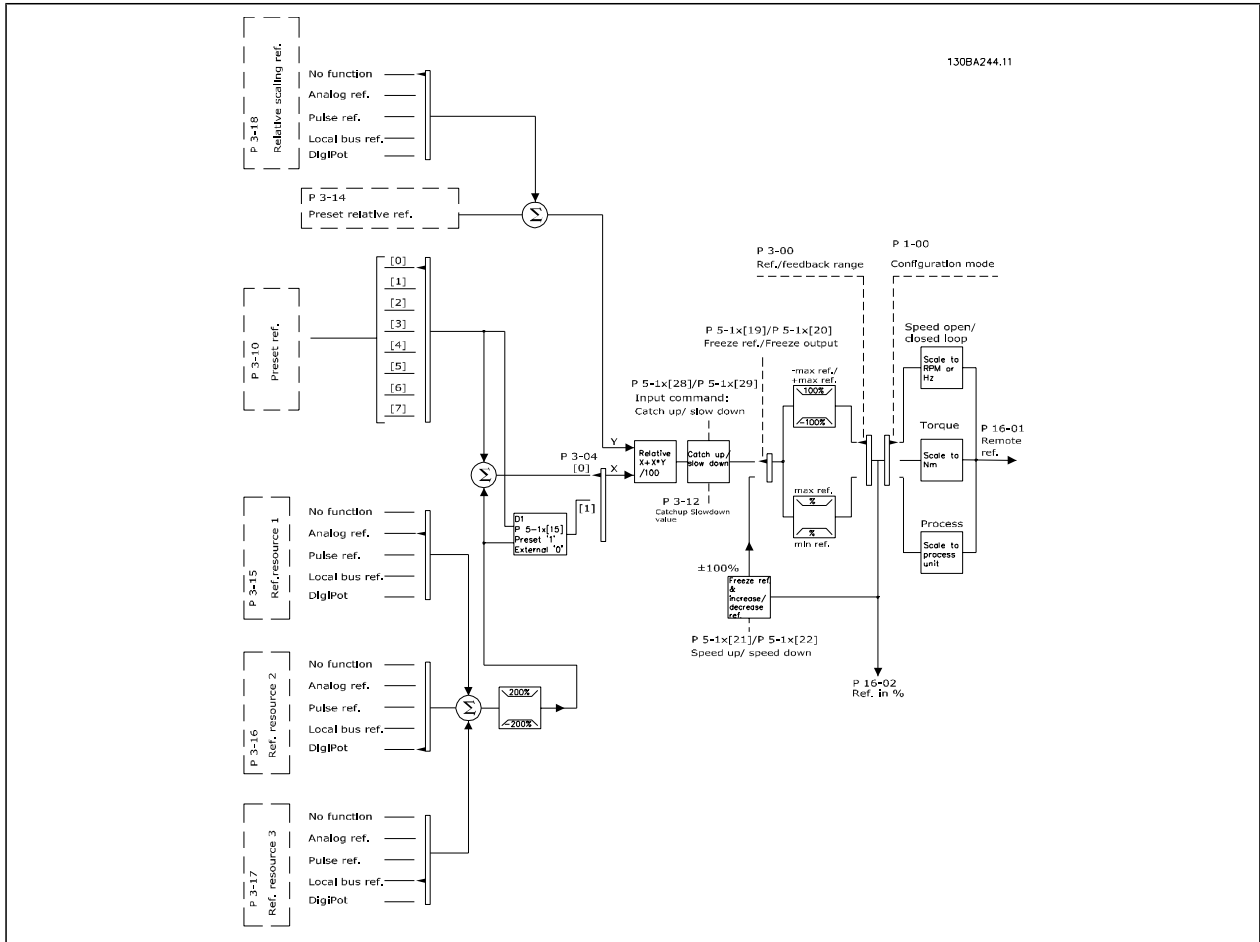 130BA244.11
P 3-18
Relative scaling ref.
No function
Analog ref.
Pulse ref.
Local bus ref.
DigiPot
P 3-14
Preset relative ref.
Σ
P 3-10
Preset ref.
[0]
[1]
[2]
[3]
[4]
[5]
[6]
[7]
Y
X
P 3-04
[0]
[1]
Σ
D1
P 5-1x[15]
Preset '1'
External '0'
Relative
X+X*Y
/100
P 5-1x[28]/P 5-1x[29]
Input command:
Catch up/ slow down
Catch up/
slow down
P 3-12
Catchup Slowdown
value
P 5-1x[19]/P 5-1x[20]
Freeze ref./Freeze output
-max ref./
+max ref.
100%
-100%
max ref.
%
%
min ref.
±100%
Freeze ref.
&
increase/
decrease
ref.
P 5-1x[21]/P 5-1x[22]
Speed up/ speed down
P 3-00
Ref./feedback range
P 1-00
Configuration mode
Speed open/
closed loop
Scale to
RPM or
Hz
Torque
Scale to
Nm
Process
Scale to
process
unit
P 16-01
Remote
ref.
P 16-02
Ref. in %
P 3-15
Ref.resource 1
No function
Analog ref.
Pulse ref.
Local bus ref.
DigiPot
P 3-16
Ref. resource 2
No function
Analog ref.
Pulse ref.
Local bus ref.
DigiPot
Σ
200%
-200%
P 3-17
Ref. resource 3
No function
Analog ref.
Pulse ref.
Local bus ref.
DigiPot